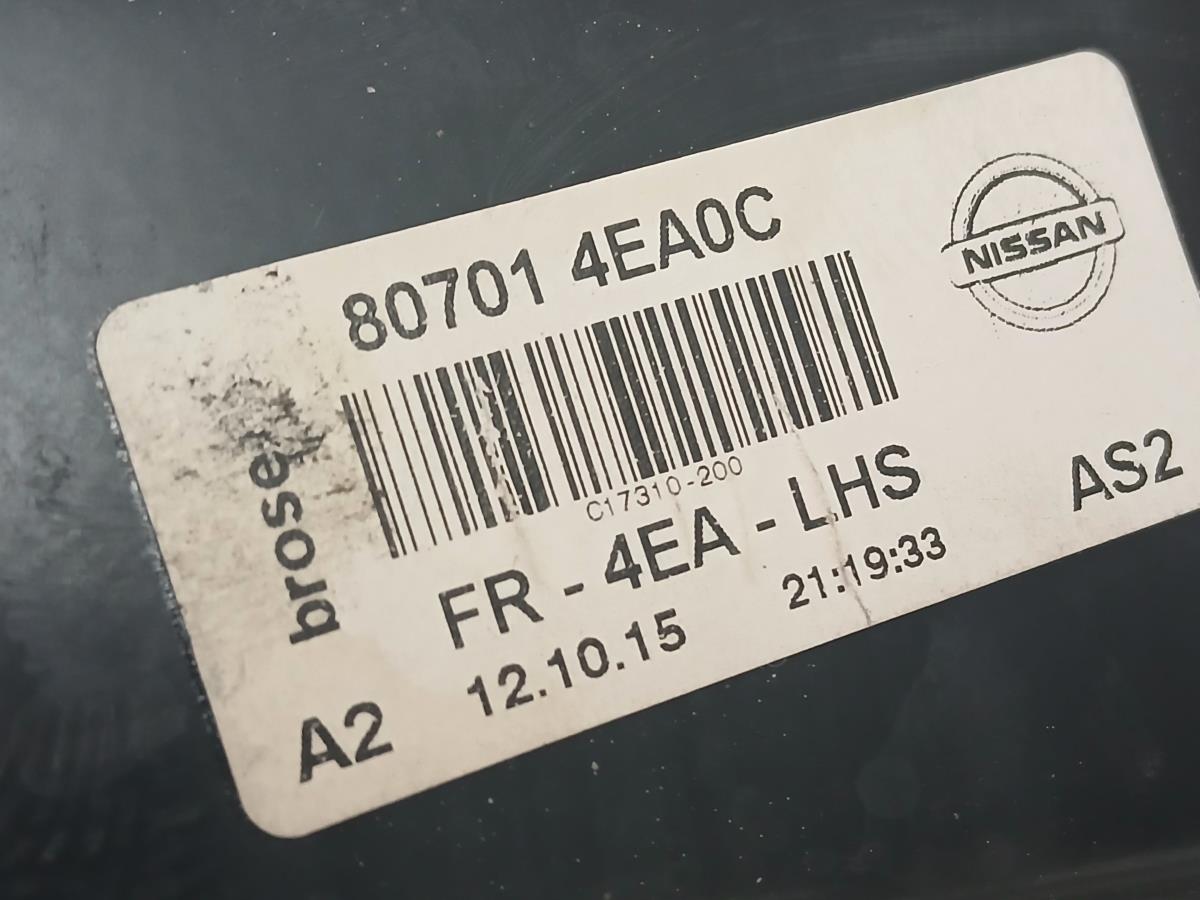 80701 4EA0C
NISSAN
C17310-200
brose
FR - 4EA - LHS
AS2
12.10.15
21:19:33
A2